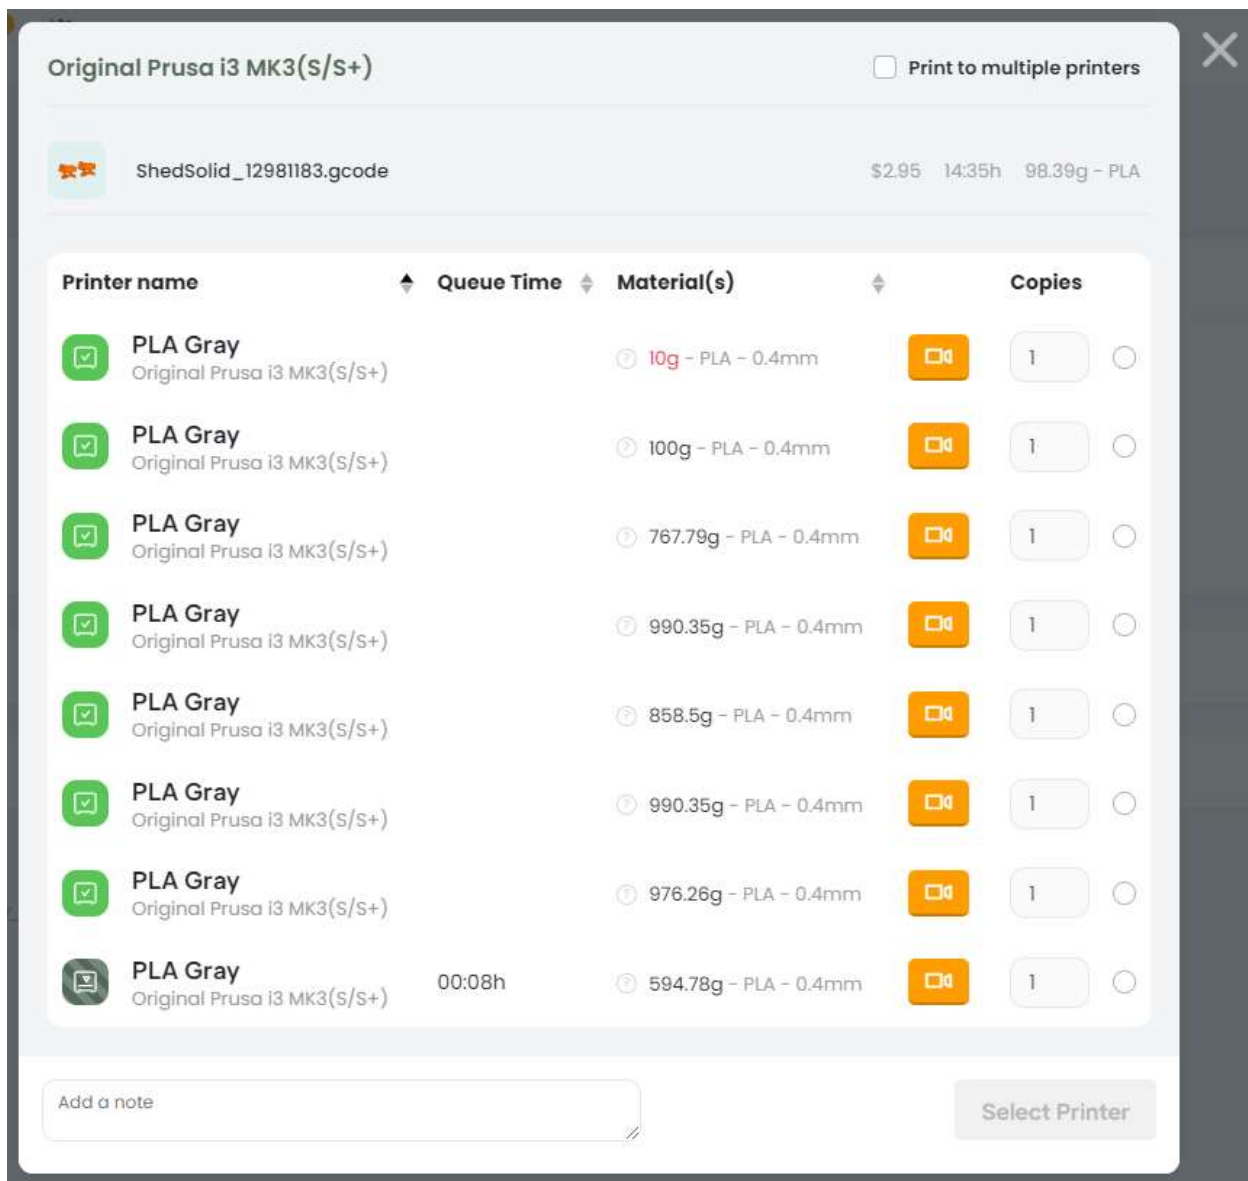 Original Prusa i3 MK3(S/S+)
Print to multiple printers
ShedSolid_12981183.gcode
$2.95 14:35h 98.39g - PLA
Printer name Queue Time Material(s) Copies
PLA Gray
Original Prusa i3 MK3(S/S+)
10g - PLA - 0.4mm
1
PLA Gray
Original Prusa i3 MK3(S/S+)
100g - PLA - 0.4mm
1
PLA Gray
Original Prusa i3 MK3(S/S+)
767.79g - PLA - 0.4mm
1
PLA Gray
Original Prusa i3 MK3(S/S+)
990.35g - PLA - 0.4mm
1
PLA Gray
Original Prusa i3 MK3(S/S+)
858.5g - PLA - 0.4mm
1
PLA Gray
Original Prusa i3 MK3(S/S+)
990.35g - PLA - 0.4mm
1
PLA Gray
Original Prusa i3 MK3(S/S+)
976.26g - PLA - 0.4mm
1
PLA Gray
Original Prusa i3 MK3(S/S+)
00:08h
594.78g - PLA - 0.4mm
1
Add a note
Select Printer